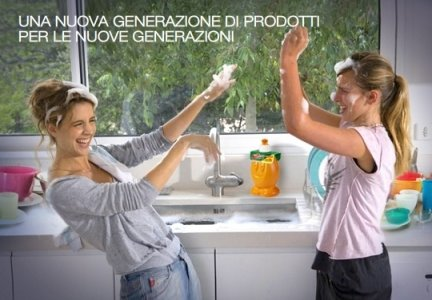 UNA NUOVA GENERAZIONE DI PRODOTTI
PER LE NUOVE GENERAZIONI